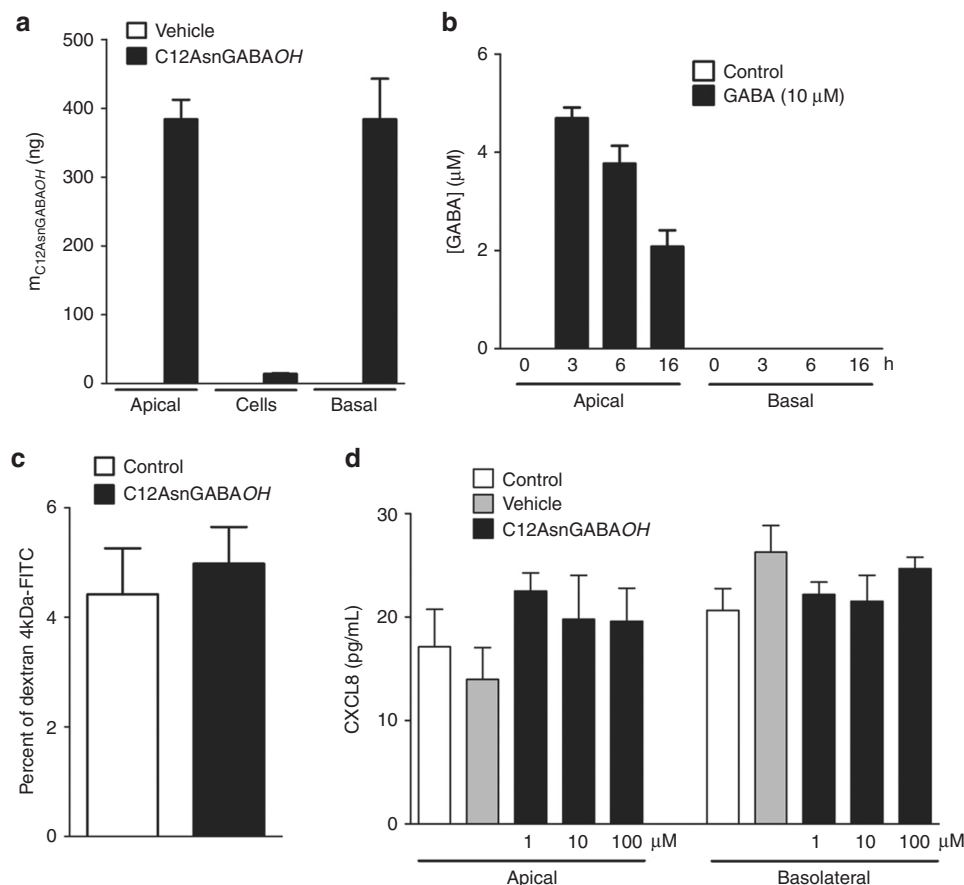 a
Vehicle
C12AsnGABAOH
500
400
300
200
100
0
mC12AsnGABAOH (ng)
Apical Cells Basal
b
Control
GABA (10 μM)
6
4
2
0
[GABA] (μM)
0 3 6 16 0 3 6 16 h
Apical Basal
c
Control
C12AsnGABAOH
6
4
2
0
Percent of dextran 4kDa-FITC
d
Control
Vehicle
C12AsnGABAOH
30
20
10
0
CXCL8 (pg/mL)
1 10 100 μM 1 10 100 μM
Apical Basolateral